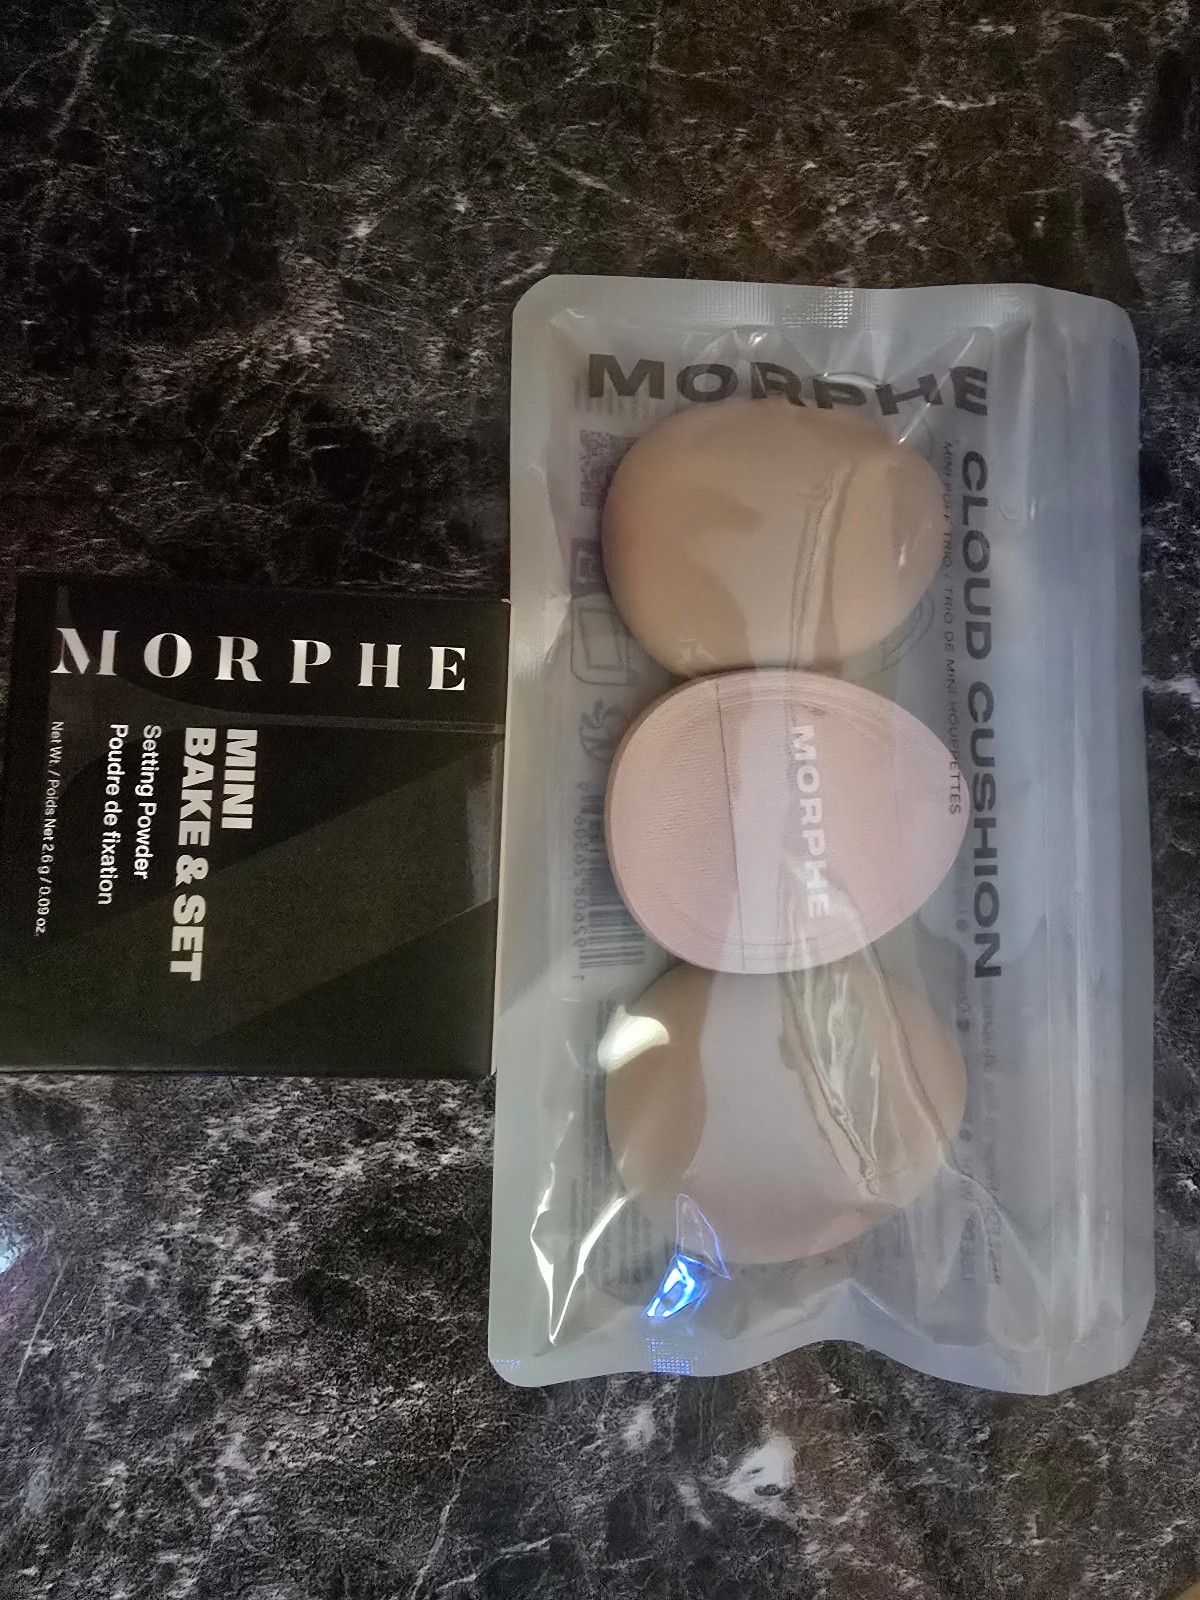 MORPHE
MINI
BAKE & SET
Setting Powder
Poudre de fixation
Net Wt. / Poids Net 2.6 g / 0.09 oz.
MORPHE
CLOUD CUSHION
MINI PUFF TRIO / TRIO DE MINI HOUPPETTES
MORPHE